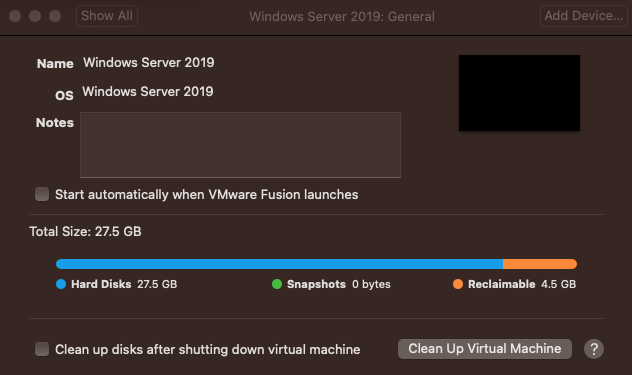 Show All
Windows Server 2019: General
Add Device...
Name Windows Server 2019
OS Windows Server 2019
Notes
Start automatically when VMware Fusion launches
Total Size: 27.5 GB
Hard Disks 27.5 GB
Snapshots 0 bytes
Reclaimable 4.5 GB
Clean up disks after shutting down virtual machine
Clean Up Virtual Machine
?